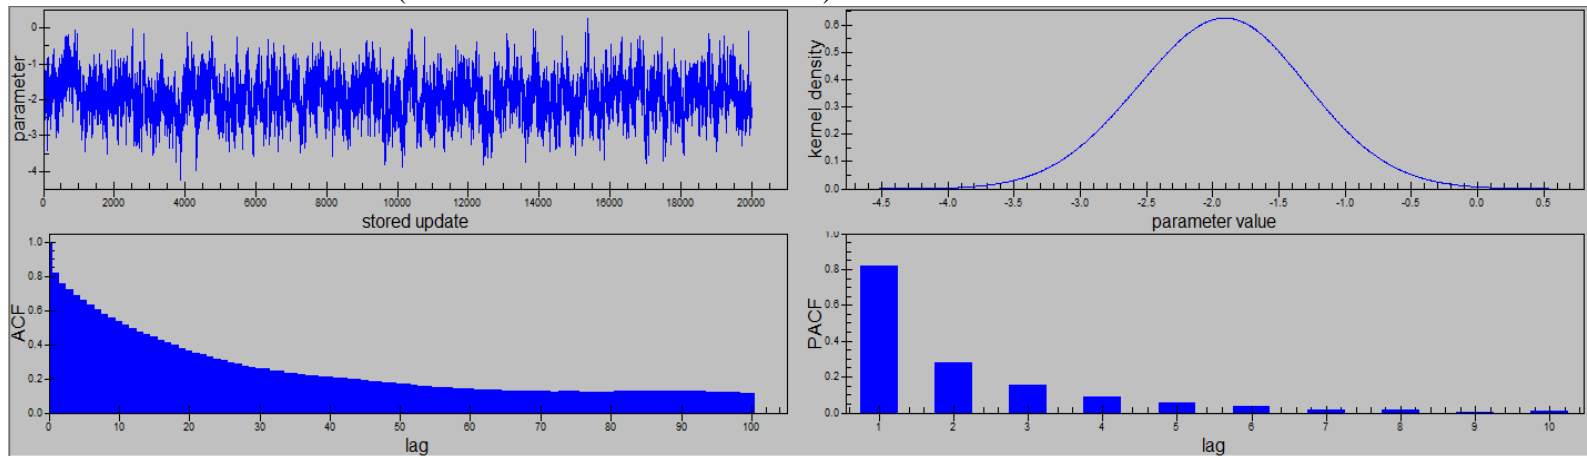 parameter
0
-1
-2
-3
-4
0 2000 4000 6000 8000 10000 12000 14000 16000 18000 20000
stored update
kernel density
0.6
0.5
0.4
0.3
0.2
0.1
0.0
-4.5 -4.0 -3.5 -3.0 -2.5 -2.0 -1.5 -1.0 -0.5 0.0 0.5
parameter value
ACF
1.0
0.8
0.6
0.4
0.2
0.0
0 10 20 30 40 50 60 70 80 90 100
lag
PACF
1.0
0.8
0.6
0.4
0.2
0.0
1 2 3 4 5 6 7 8 9 10
lag